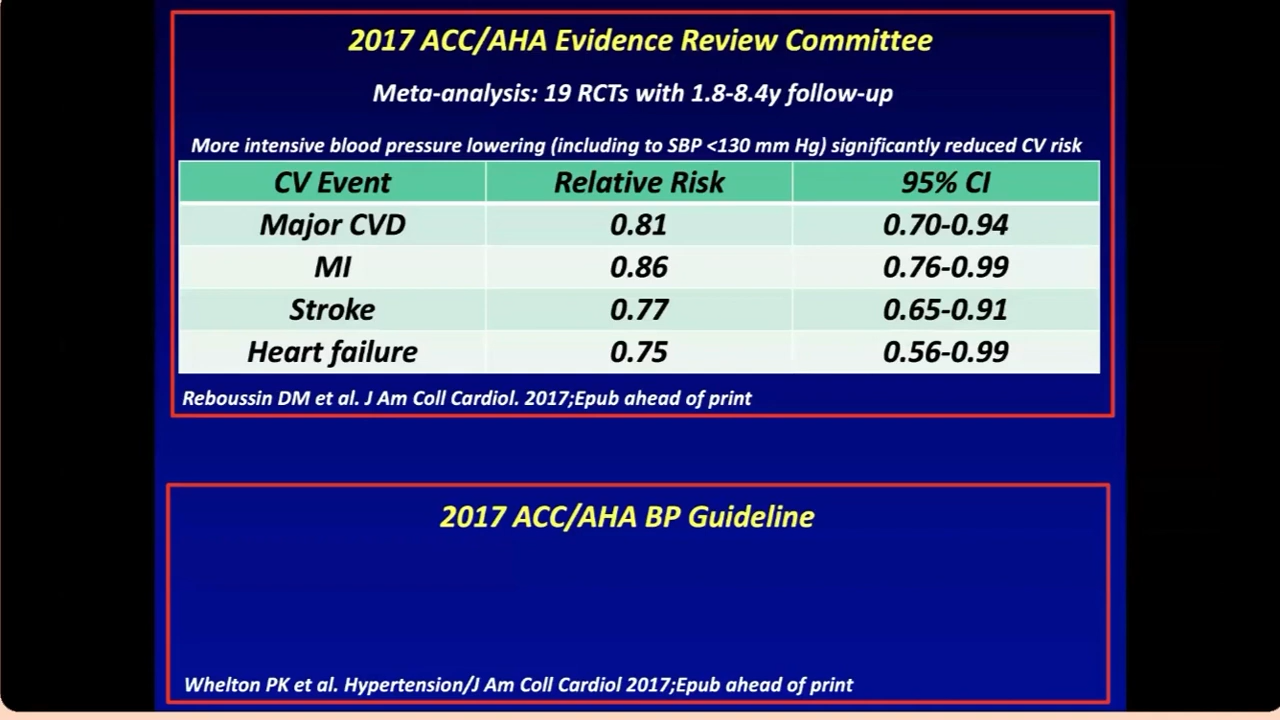 2017 ACC/AHA Evidence Review Committee
Meta-analysis: 19 RCTs with 1.8-8.4y follow-up
More intensive blood pressure lowering (including to SBP <130 mm Hg) significantly reduced CV risk
CV Event Relative Risk 95% CI
Major CVD 0.81 0.70-0.94
MI 0.86 0.76-0.99
Stroke 0.77 0.65-0.91
Heart failure 0.75 0.56-0.99
Reboussin DM et al. J Am Coll Cardiol. 2017;Epub ahead of print
2017 ACC/AHA BP Guideline
Whelton PK et al. Hypertension/J Am Coll Cardiol 2017;Epub ahead of print